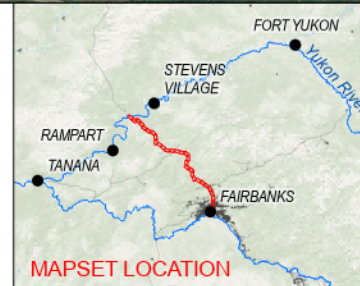 FORT YUKON
Yukon River
STEVENS
VILLAGE
RAMPART
TANANA
FAIRBANKS
MAPSET LOCATION